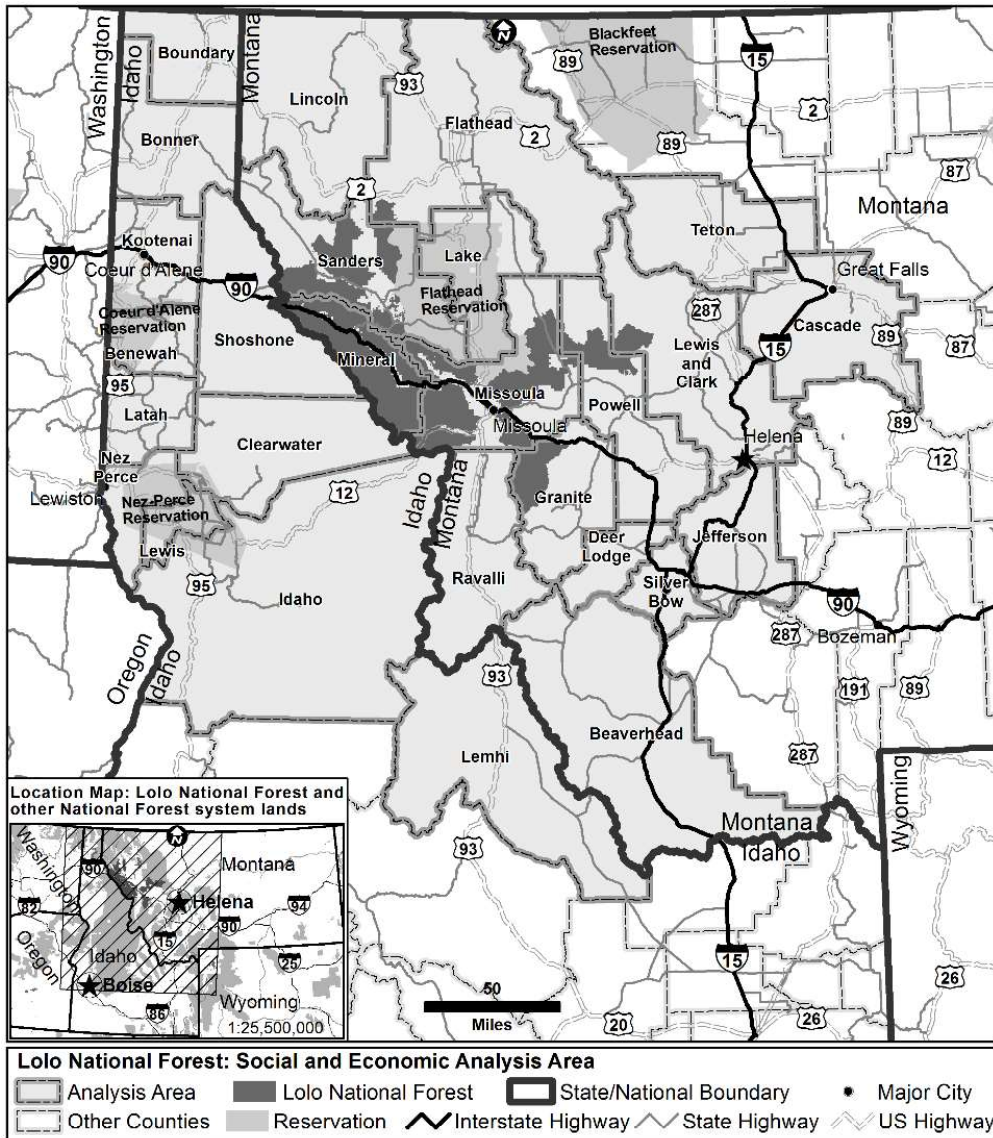 Washington
Idaho
Boundary
Montana
N
Blackfeet
Reservation
89
15
93
Lincoln
Flathead
2
2
Bonner
89
89
87
2
Montana
Teton
Kootenai
90
Coeur d'Alene
90
Sanders
Lake
Flathead
Reservation
Great Falls
Coeur d'Alene
Reservation
Shoshone
287
15
Cascade
89
87
Benewah
Mineral
Lewis
and
Clark
95
Missoula
Missoula
Powell
Latah
Helena
89
Clearwater
12
Nez
Perce
Lewiston
Nez-Perce
Reservation
12
Idaho
Montana
Granite
Jefferson
Deer
Lodge
Lewis
95
Ravalli
Silver
Bow
90
Idaho
287
Bozeman
Oregon
Idaho
93
191
89
Beaverhead
287
Lemhi
Location Map: Lolo National Forest and
other National Forest system lands
N
Washington
90
Montana
82
Helena
94
90
Oregon
15
Idaho
25
Boise
86
Wyoming
1:25,500,000
Montana
Idaho
Wyoming
93
15
50
Miles
20
26
26
Lolo National Forest: Social and Economic Analysis Area
Analysis Area Lolo National Forest State/National Boundary Major City
Other Counties Reservation Interstate Highway State Highway US Highway